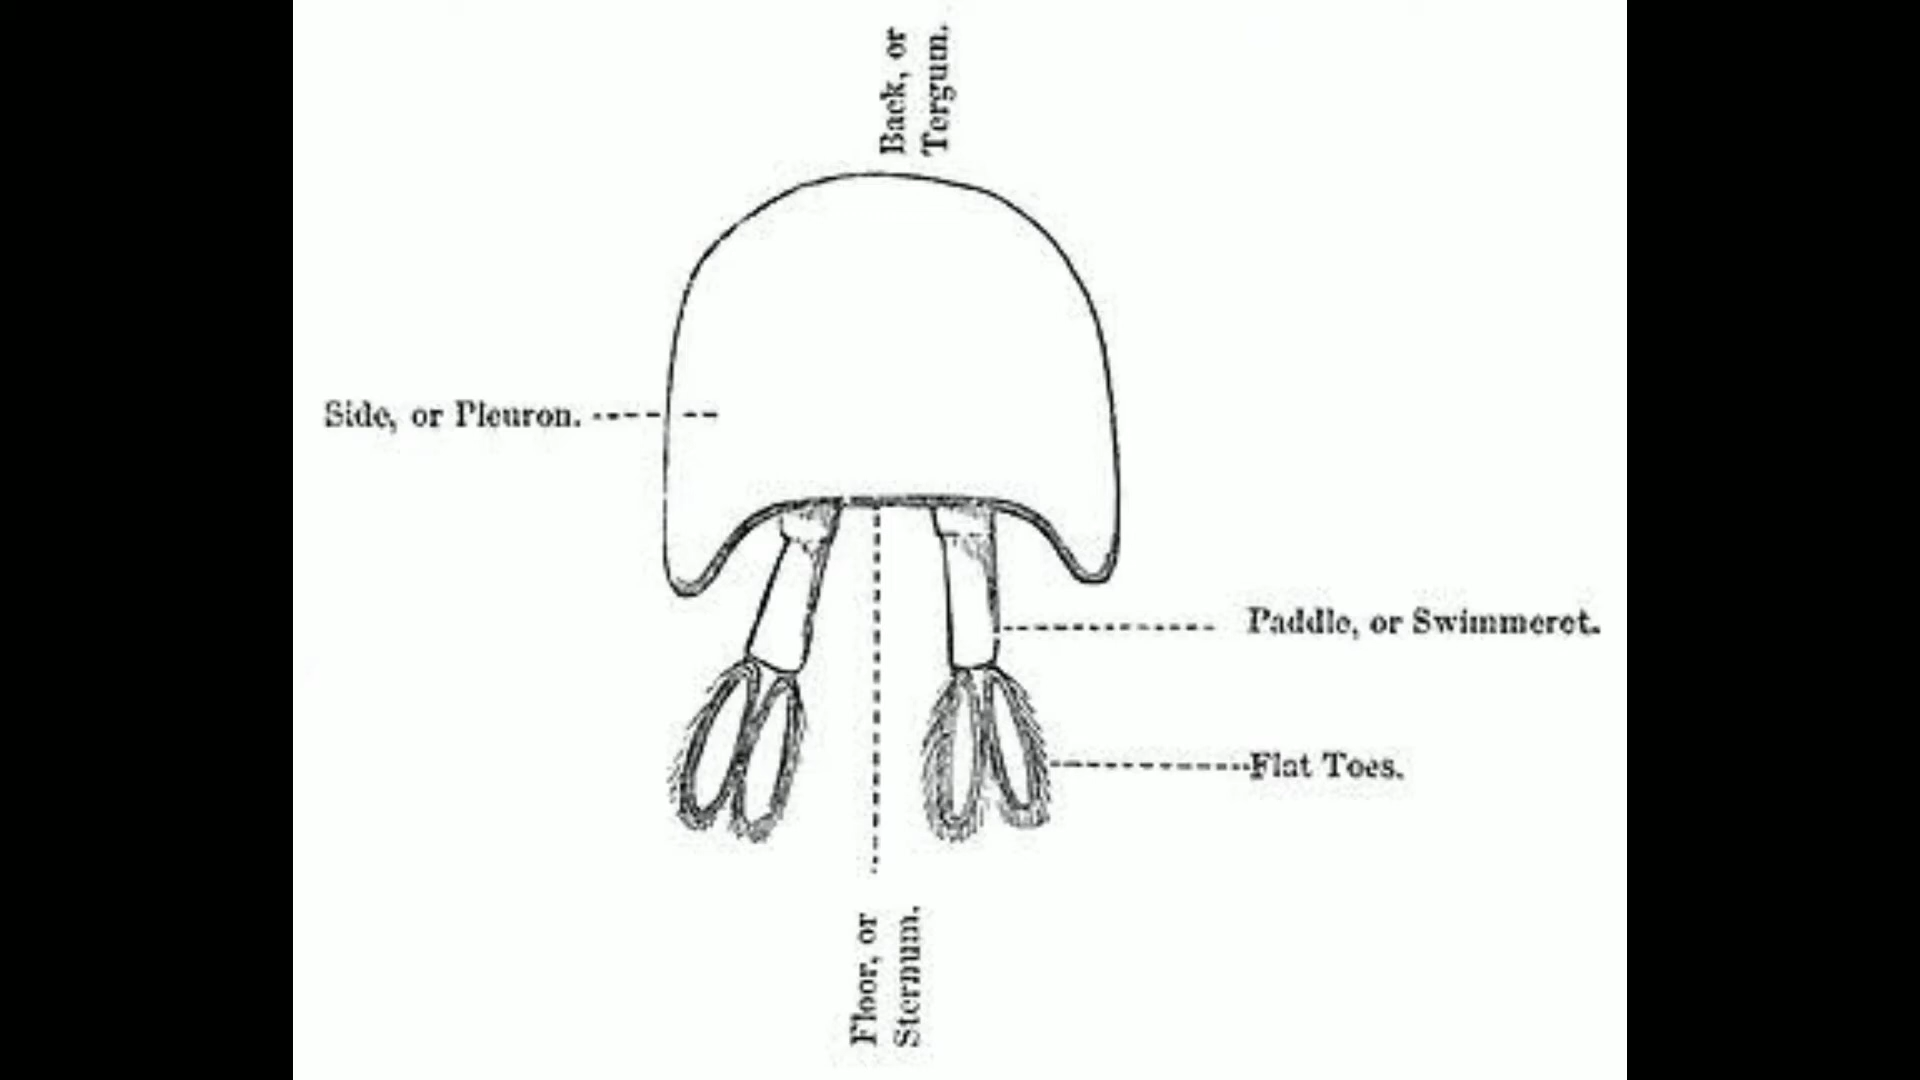 Back, or
Tergum.
Side, or Pleuron.
Paddle, or Swimmeret.
Flat Toes.
Floor, or
Sternum.